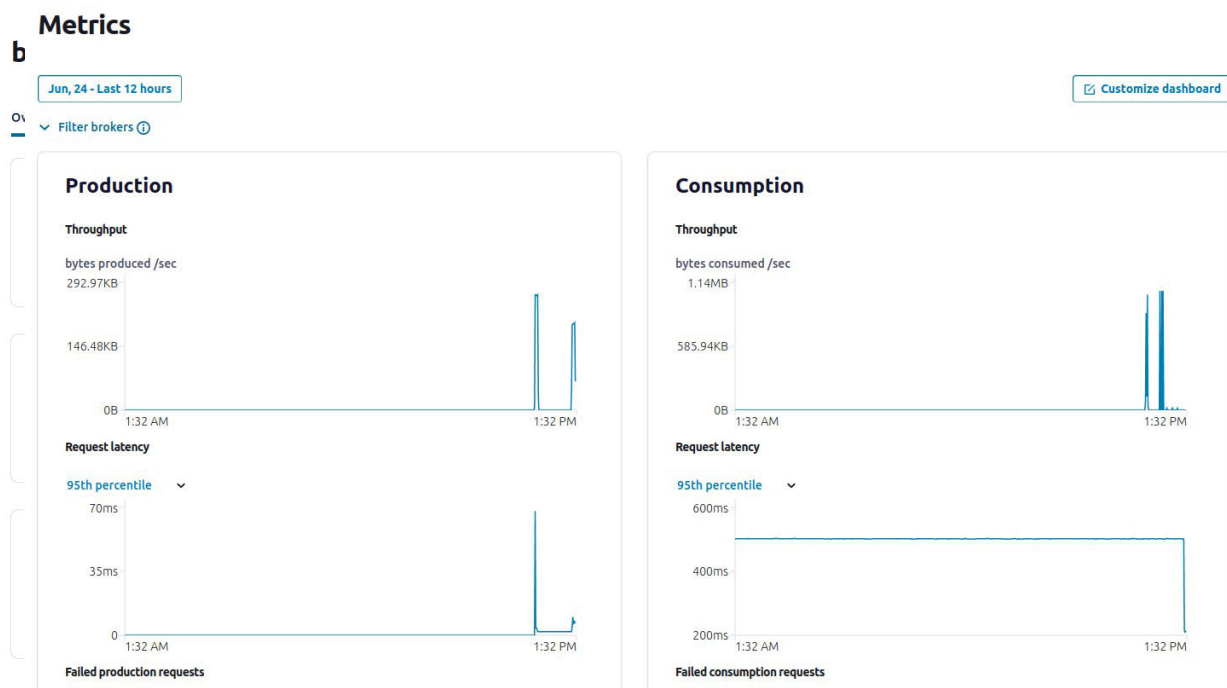 Metrics
b
Jun, 24 - Last 12 hours
Customize dashboard
Ov
Filter brokers
Production
Throughput
bytes produced /sec
292.97KB
146.48KB
0B
1:32 AM
1:32 PM
Request latency
95th percentile
70ms
35ms
0
1:32 AM
1:32 PM
Failed production requests
Consumption
Throughput
bytes consumed /sec
1.14MB
585.94KB
0B
1:32 AM
1:32 PM
Request latency
95th percentile
600ms
400ms
200ms
1:32 AM
1:32 PM
Failed consumption requests